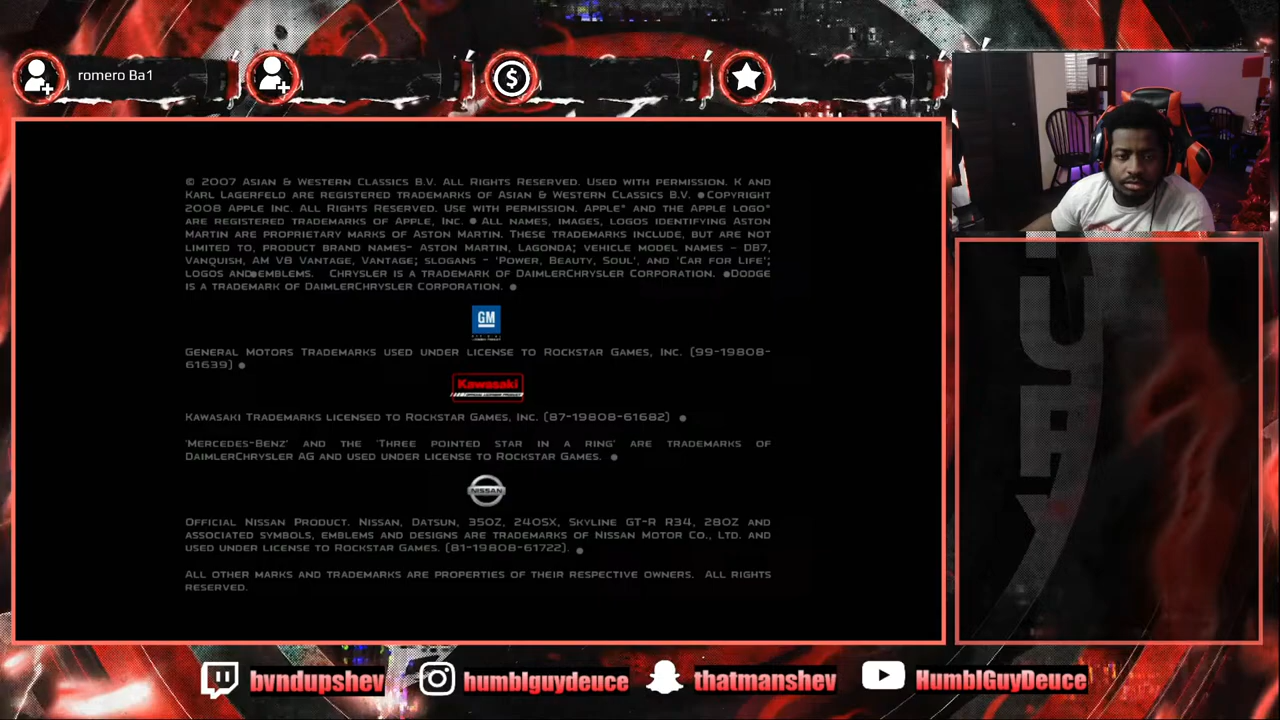 romero Ba1
© 2007 Asian & Western Classics B.V. All Rights Reserved. Used with permission. K and
Karl Lagerfeld are registered trademarks of Asian & Western Classics B.V. ●Copyright
2008 Apple Inc. All Rights Reserved. Use with permission. Apple® and the Apple logo®
are registered trademarks of Apple, Inc. ● All names, images, logos identifying Aston
Martin are proprietary marks of Aston Martin. These trademarks include, but are not
limited to, product brand names- Aston Martin, Lagonda; vehicle model names – DB7,
Vanquish, AM V8 Vantage, Vantage; slogans - 'Power, Beauty, Soul', and 'Car for Life';
logos and●emblems. Chrysler is a trademark of DaimlerChrysler Corporation. ●Dodge
is a trademark of DaimlerChrysler Corporation. ●
GM
General Motors Trademarks used under license to Rockstar Games, Inc. (99-19808-
61639) ●
Kawasaki
Kawasaki Trademarks licensed to Rockstar Games, Inc. (87-19808-61682) ●
'Mercedes-Benz' and the 'Three pointed star in a ring' are trademarks of
DaimlerChrysler AG and used under license to Rockstar Games. ●
NISSAN
Official Nissan Product. Nissan, Datsun, 350Z, 240SX, Skyline GT-R R34, 280Z and
associated symbols, emblems and designs are trademarks of Nissan Motor Co., Ltd. and
used under license to Rockstar Games. (81-19808-61722). ●
All other marks and trademarks are properties of their respective owners. All rights
reserved.
bvndupshev
humblguydeuce
thatmanshev
HumblGuyDeuce